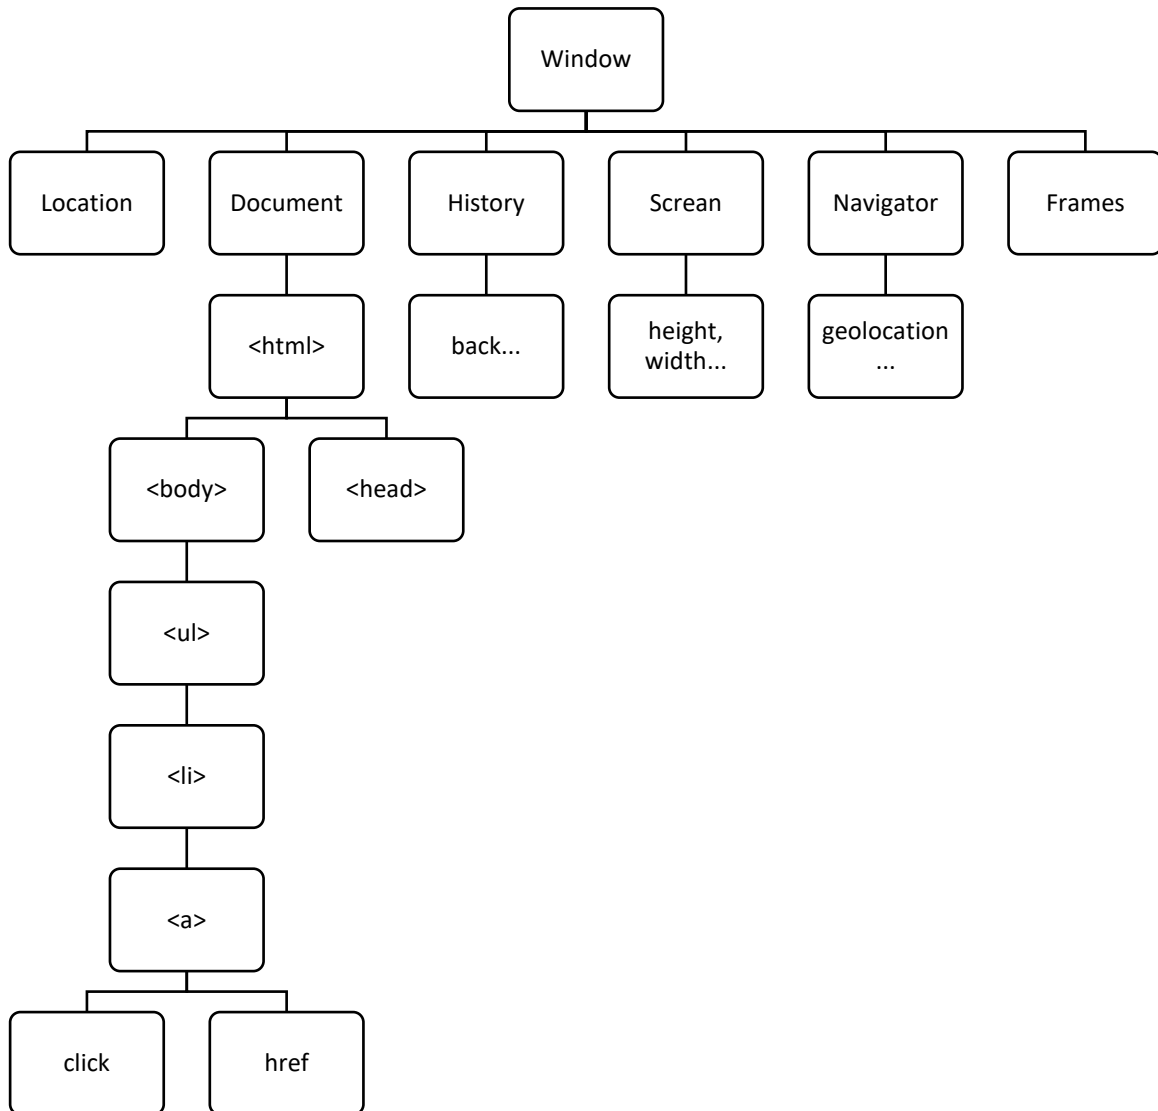 Window
Location
Document
History
Screan
Navigator
Frames
<html>
back...
height,
width...
geolocation
...
<body>
<head>
<ul>
<li>
<a>
click
href